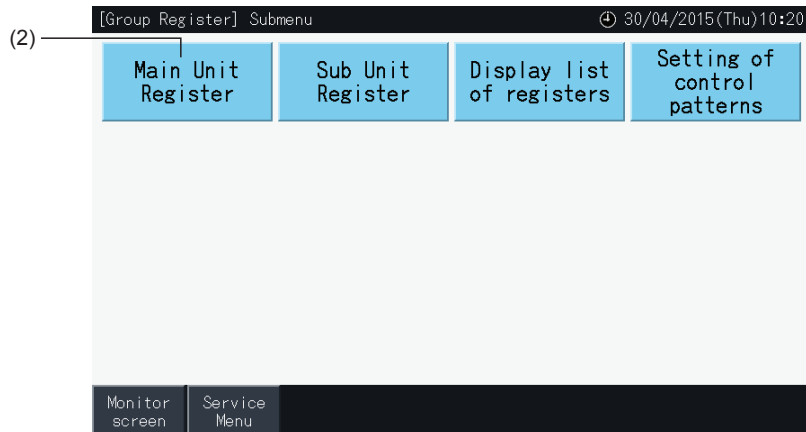 [Group Register] Submenu 30/04/2015(Thu)10:20
(2)
Main Unit
Register
Sub Unit
Register
Display list
of registers
Setting of
control
patterns
Monitor
screen
Service
Menu